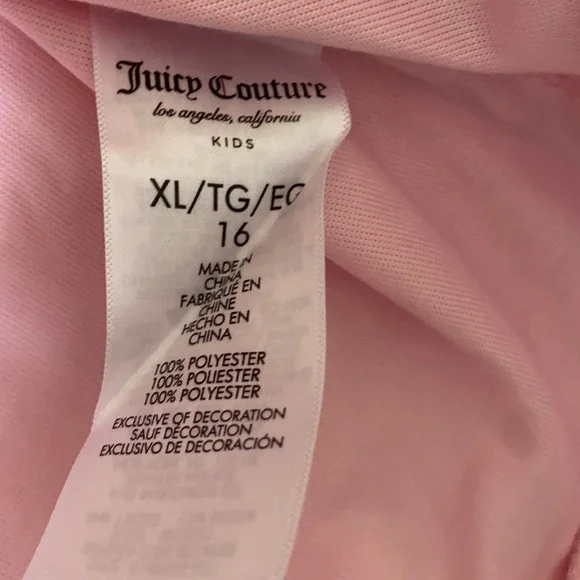 Juicy Couture
los angeles, california
KIDS
XL/TG/EG
16
MADE IN
CHINA
FABRIQUÉ EN
CHINE
HECHO EN
CHINA
100% POLYESTER
100% POLIESTER
100% POLYESTER
EXCLUSIVE OF DECORATION
SAUF DÉCORATION
EXCLUSIVO DE DECORACIÓN